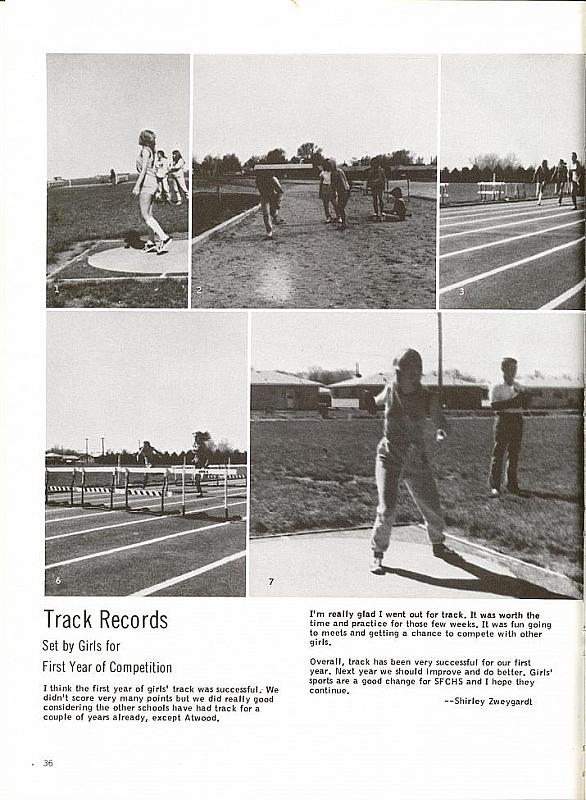 1
2
3
6
7
Track Records
Set by Girls for
First Year of Competition
I think the first year of girls' track was successful. We
didn't score very many points but we did really good
considering the other schools have had track for a
couple of years already, except Atwood.
I'm really glad I went out for track. It was worth the
time and practice for those few weeks. It was fun going
to meets and getting a chance to compete with other
girls.
Overall, track has been very successful for our first
year. Next year we should improve and do better. Girls'
sports are a good change for SFCHS and I hope they
continue.
--Shirley Zweygardt
36